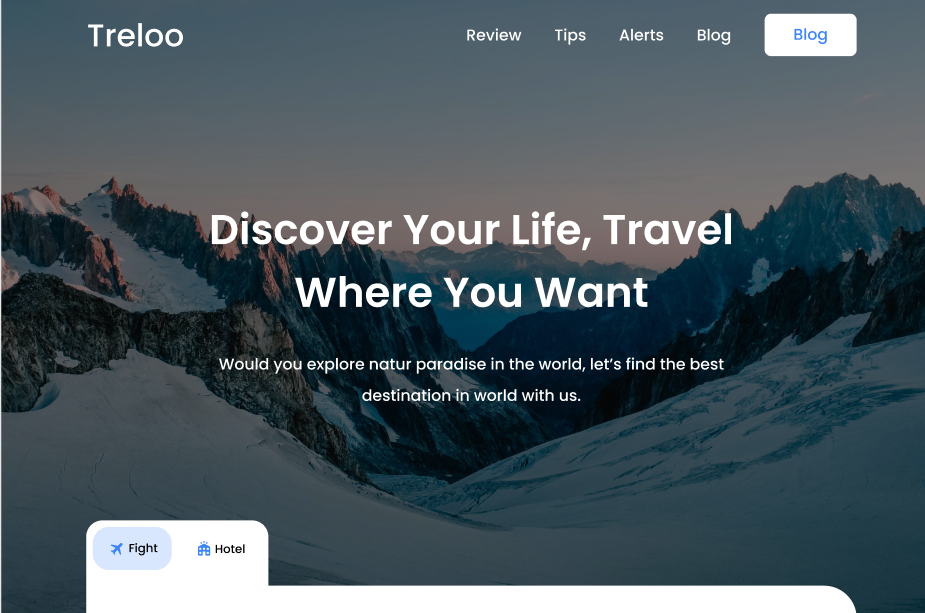 Treloo
Review Tips Alerts Blog Blog
Discover Your Life, Travel
Where You Want
Would you explore natur paradise in the world, let's find the best
destination in world with us.
Fight Hotel